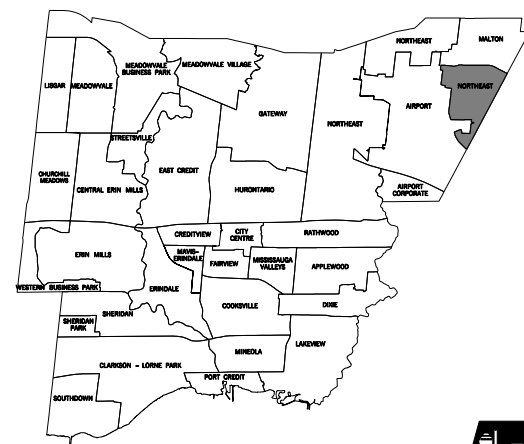 NORTHEAST
MALTON
MEADOWVALE
BUSINESS PARK
MEADOWVALE VILLAGE
LISGAR
MEADOWVALE
NORTHEAST
AIRPORT
GATEWAY
NORTHEAST
STREETSVILLE
EAST CREDIT
CHURCHILL
MEADOWS
CENTRAL ERIN MILLS
HURONTARIO
AIRPORT
CORPORATE
CREDITVIEW
CITY
CENTRE
RATHWOOD
ERIN MILLS
MAVIS-
ERINDALE
FAIRVIEW
MISSISSAUGA
VALLEYS
APPLEWOOD
WESTERN BUSINESS PARK
ERINDALE
COOKSVILLE
DIXIE
SHERIDAN
SHERIDAN
PARK
LAKEVIEW
MINEOLA
CLARKSON - LORNE PARK
PORT CREDIT
SOUTHDOWN